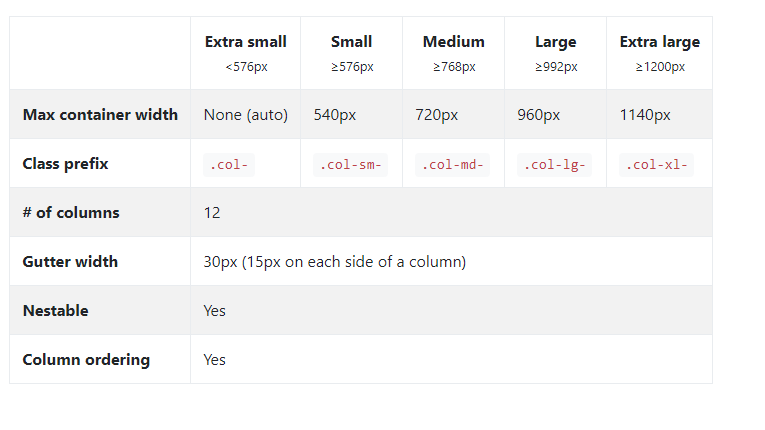 Extra small Small Medium Large Extra large
<576px ≥576px ≥768px ≥992px ≥1200px
Max container width None (auto) 540px 720px 960px 1140px
Class prefix .col- .col-sm- .col-md- .col-lg- .col-xl-
# of columns 12
Gutter width 30px (15px on each side of a column)
Nestable Yes
Column ordering Yes